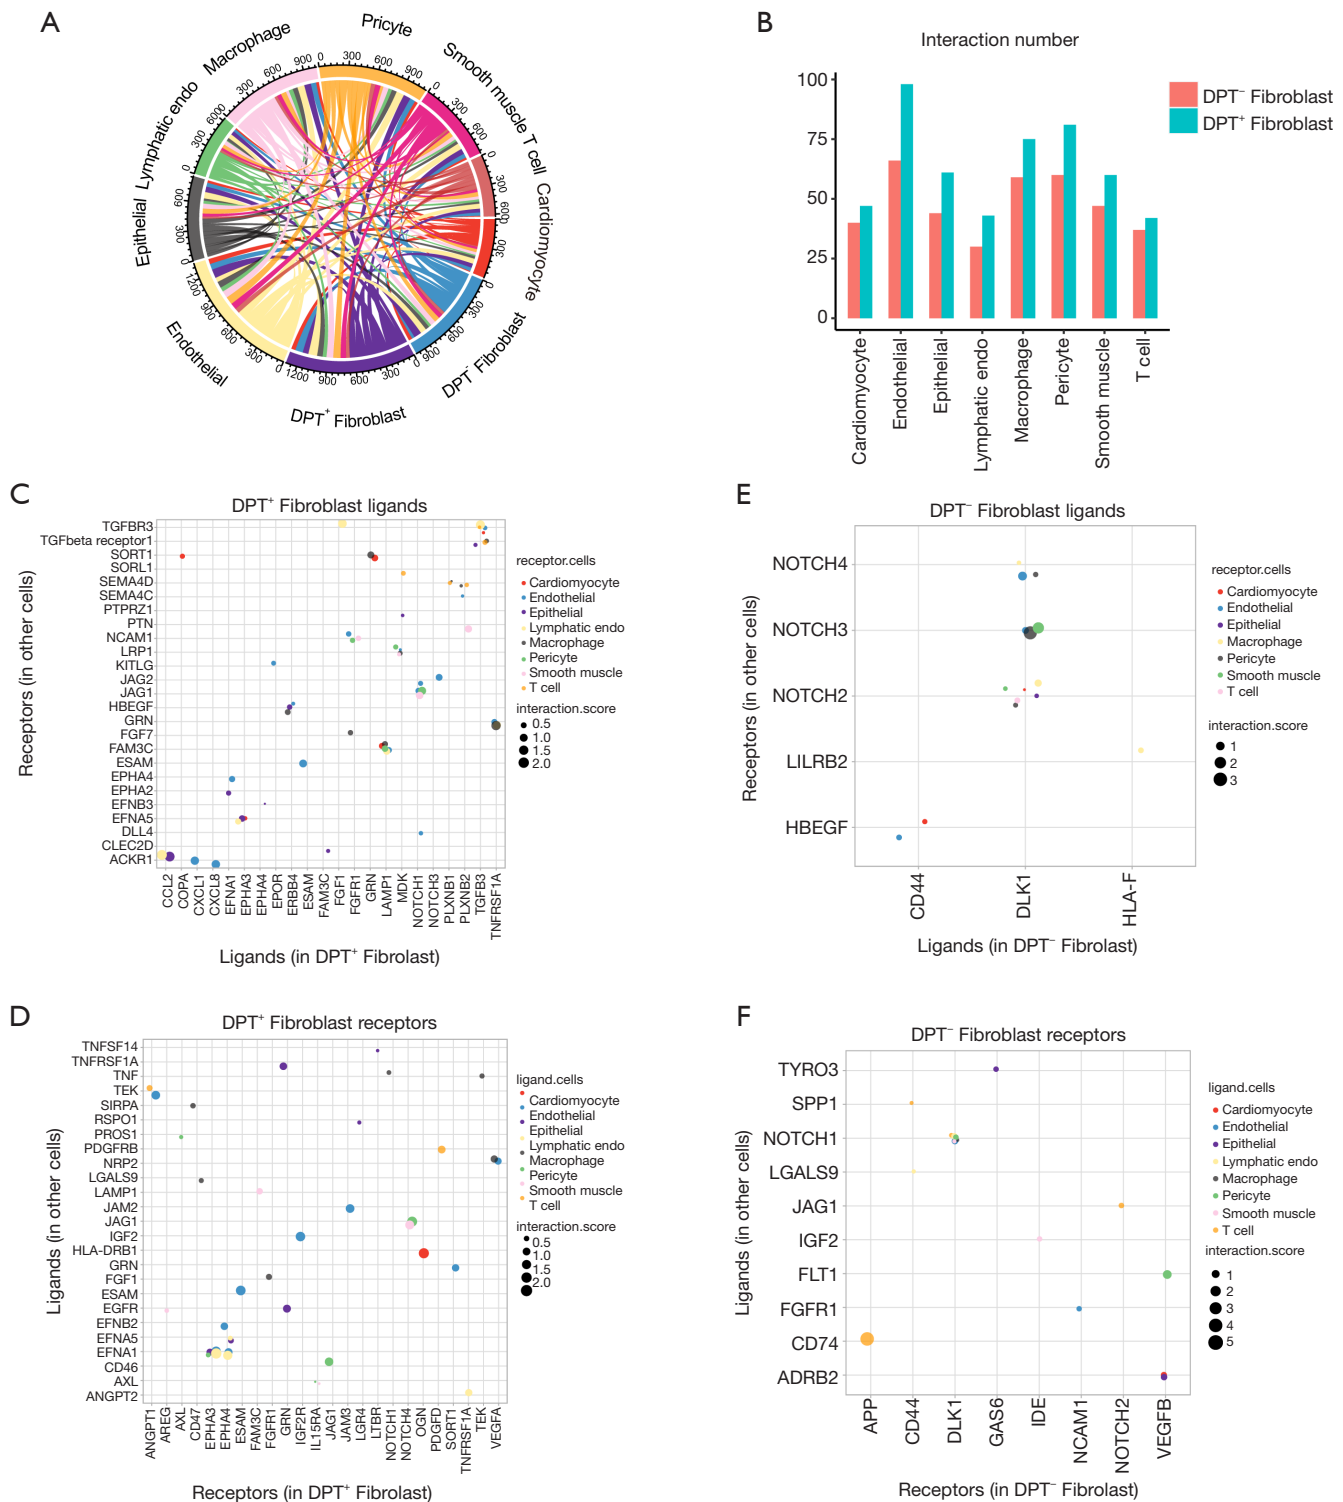 A
Pricyte
Macrophage
Smooth muscle
T cell
Cardiomyocyte
DPT⁻ Fibroblast
DPT⁺ Fibroblast
Endothelial
Epithelial
Lymphatic endo
B
Interaction number
100
75
50
25
0
DPT⁻ Fibroblast
DPT⁺ Fibroblast
Cardiomyocyte
Endothelial
Epithelial
Lymphatic endo
Macrophage
Pericyte
Smooth muscle
T cell
C
DPT⁺ Fibroblast ligands
Receptors (in other cells)
TGFBR3
TGFbeta receptor1
SORT1
SORL1
SEMA4D
SEMA4C
PTPRZ1
PTN
NCAM1
LRP1
KITLG
JAG2
JAG1
HBEGF
GRN
FGF7
FAM3C
ESAM
EPHA4
EPHA2
EFNB3
EFNA5
DLL4
CLEC2D
ACKR1
CCL2
COPA
CXCL1
CXCL8
EFNA1
EPHA3
EPHA4
EPOR
ERBB4
ESAM
FAM3C
FGF1
FGFR1
GRN
LAMP1
MDK
NOTCH1
NOTCH3
PLXNB1
PLXNB2
TGFB3
TNFRSF1A
Ligands (in DPT⁺ Fibrolast)
receptor.cells
Cardiomyocyte
Endothelial
Epithelial
Lymphatic endo
Macrophage
Pericyte
Smooth muscle
T cell
interaction.score
0.5
1.0
1.5
2.0
E
DPT⁻ Fibroblast ligands
Receptors (in other cells)
NOTCH4
NOTCH3
NOTCH2
LILRB2
HBEGF
CD44
DLK1
HLA-F
Ligands (in DPT⁻ Fibrolast)
receptor.cells
Cardiomyocyte
Endothelial
Epithelial
Macrophage
Pericyte
Smooth muscle
T cell
interaction.score
1
2
3
D
DPT⁺ Fibroblast receptors
Ligands (in other cells)
TNFSF14
TNFRSF1A
TNF
TEK
SIRPA
RSPO1
PROS1
PDGFRB
NRP2
LGALS9
LAMP1
JAM2
JAG1
IGF2
HLA-DRB1
GRN
FGF1
ESAM
EGFR
EFNB2
EFNA5
EFNA1
CD46
AXL
ANGPT2
ANGPT1
AREG
AXL
CD47
EPHA3
EPHA4
ESAM
FAM3C
FGFR1
GRN
IGF2R
IL15RA
JAG1
JAM3
LGR4
LTBR
NOTCH1
NOTCH4
OGN
PDGFD
SORT1
TNFRSF1A
TEK
VEGFA
Receptors (in DPT⁺ Fibrolast)
ligand.cells
Cardiomyocyte
Endothelial
Epithelial
Lymphatic endo
Macrophage
Pericyte
Smooth muscle
T cell
interaction.score
0.5
1.0
1.5
2.0
F
DPT⁻ Fibroblast receptors
Ligands (in other cells)
TYRO3
SPP1
NOTCH1
LGALS9
JAG1
IGF2
FLT1
FGFR1
CD74
ADRB2
APP
CD44
DLK1
GAS6
IDE
NCAM1
NOTCH2
VEGFB
Receptors (in DPT⁻ Fibrolast)
ligand.cells
Cardiomyocyte
Endothelial
Epithelial
Lymphatic endo
Macrophage
Pericyte
Smooth muscle
T cell
interaction.score
1
2
3
4
5